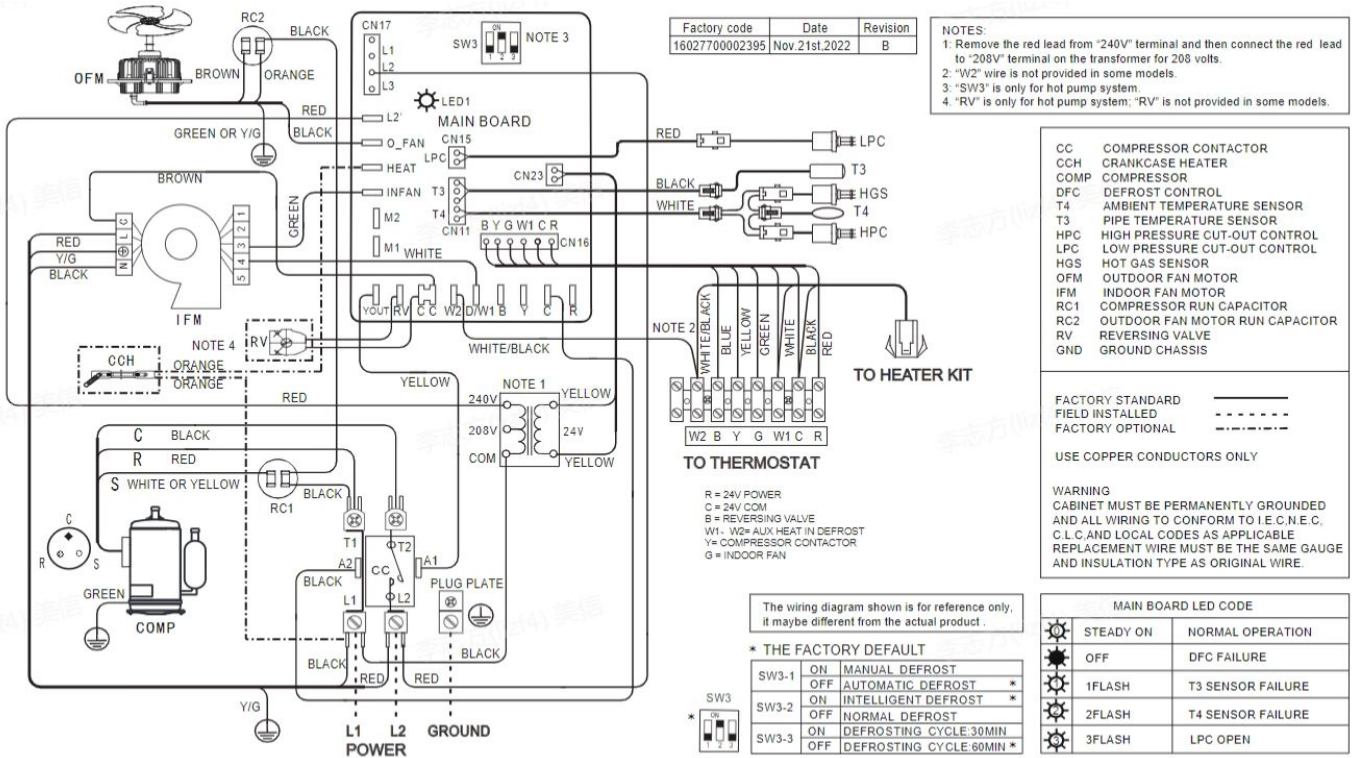 RC2
BLACK
OFM
BROWN
ORANGE
GREEN OR Y/G
RED
BLACK
CN17
L1
L2
L3
SW3
ON
1 2 3
NOTE 3
LED1
MAIN BOARD
L2'
O_FAN
HEAT
INFAN
M2
M1
CN15
LPC
T3
T4
CN11
CN23
B Y G W1 C R
CN16
YOUT RV C C W2 D/W1 B Y C R
RED
BLACK
WHITE
LPC
T3
HGS
T4
HPC
BROWN
GREEN
WHITE
C
L
N
RED
Y/G
BLACK
1
2
3
4
5
IFM
NOTE 4
RV
CCH
ORANGE
ORANGE
RED
WHITE/BLACK
YELLOW
NOTE 1
240V
208V
COM
24V
YELLOW
YELLOW
NOTE 2
WHITE/BLACK
BLUE
YELLOW
GREEN
WHITE
BLACK
RED
TO HEATER KIT
W2 B Y G W1 C R
TO THERMOSTAT
R = 24V POWER
C = 24V COM
B = REVERSING VALVE
W1、W2= AUX HEAT IN DEFROST
Y= COMPRESSOR CONTACTOR
G = INDOOR FAN
C BLACK
R RED
S WHITE OR YELLOW
RC1
BLACK
C
R
S
GREEN
COMP
T1
T2
A2
A1
CC
BLACK
L1
L2
PLUG PLATE
BLACK
BLACK
RED
RED
Y/G
L1
L2
GROUND
POWER
Factory code Date Revision
16027700002395 Nov.21st,2022 B
NOTES:
1: Remove the red lead from "240V" terminal and then connect the red lead
to "208V" terminal on the transformer for 208 volts.
2: "W2" wire is not provided in some models.
3: "SW3" is only for hot pump system.
4. "RV" is only for hot pump system; "RV" is not provided in some models.
CC COMPRESSOR CONTACTOR
CCH CRANKCASE HEATER
COMP COMPRESSOR
DFC DEFROST CONTROL
T4 AMBIENT TEMPERATURE SENSOR
T3 PIPE TEMPERATURE SENSOR
HPC HIGH PRESSURE CUT-OUT CONTROL
LPC LOW PRESSURE CUT-OUT CONTROL
HGS HOT GAS SENSOR
OFM OUTDOOR FAN MOTOR
IFM INDOOR FAN MOTOR
RC1 COMPRESSOR RUN CAPACITOR
RC2 OUTDOOR FAN MOTOR RUN CAPACITOR
RV REVERSING VALVE
GND GROUND CHASSIS
FACTORY STANDARD
FIELD INSTALLED
FACTORY OPTIONAL
USE COPPER CONDUCTORS ONLY
WARNING
CABINET MUST BE PERMANENTLY GROUNDED
AND ALL WIRING TO CONFORM TO I.E.C,N.E.C,
C.L.C,AND LOCAL CODES AS APPLICABLE
REPLACEMENT WIRE MUST BE THE SAME GAUGE
AND INSULATION TYPE AS ORIGINAL WIRE.
The wiring diagram shown is for reference only,
it maybe different from the actual product .
* THE FACTORY DEFAULT
SW3-1 ON MANUAL DEFROST
OFF AUTOMATIC DEFROST *
SW3-2 ON INTELLIGENT DEFROST *
OFF NORMAL DEFROST
SW3-3 ON DEFROSTING CYCLE:30MIN
OFF DEFROSTING CYCLE:60MIN *
SW3
*
ON
1 2 3
MAIN BOARD LED CODE
STEADY ON NORMAL OPERATION
OFF DFC FAILURE
1 1FLASH T3 SENSOR FAILURE
2 2FLASH T4 SENSOR FAILURE
3 3FLASH LPC OPEN